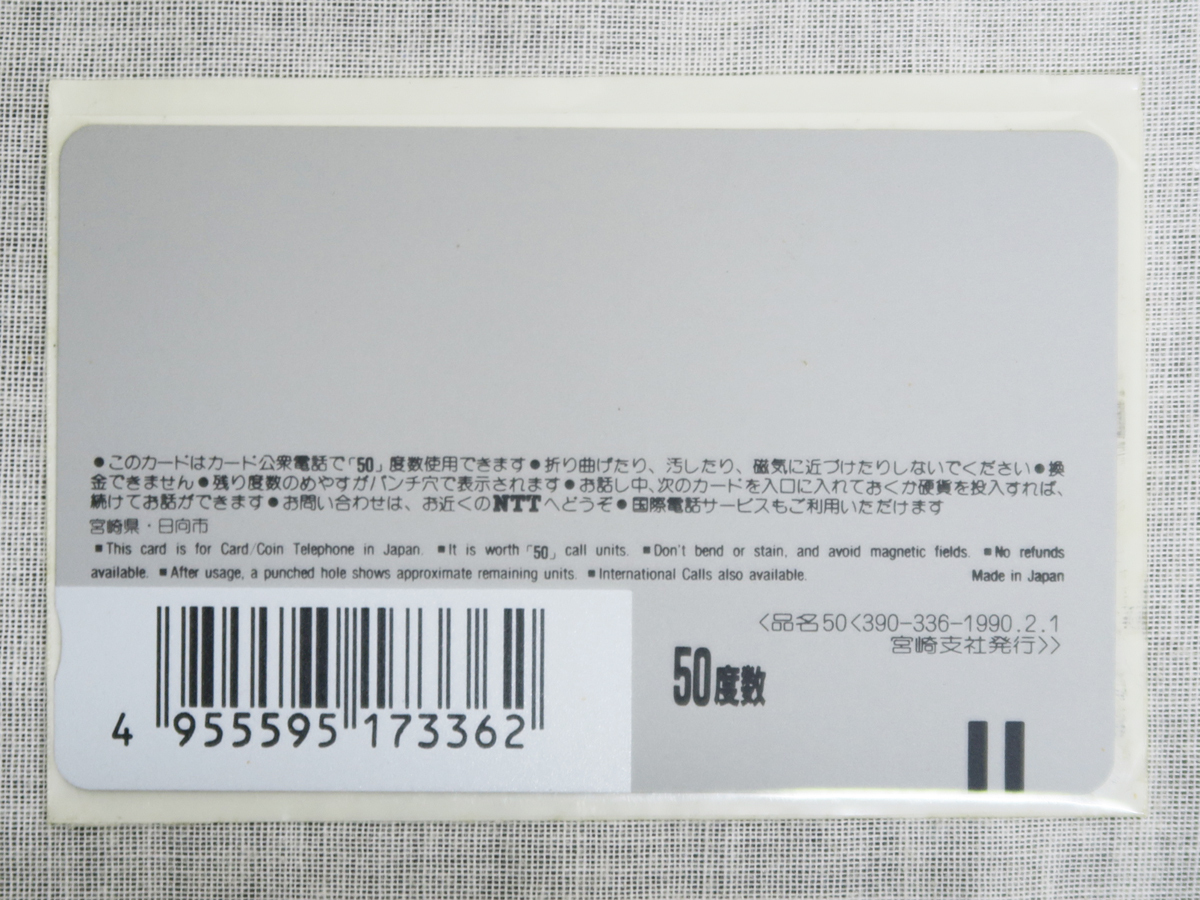 ●このカードはカード公衆電話で「50」度数使用できます●折り曲げたり、汚したり、磁気に近づけたりしないでください●換
金できません●残り度数のめやすがパンチ穴で表示されます●お話し中、次のカードを入口に入れておくか硬貨を投入すれば、
続けてお話ができます●お問い合わせは、お近くのNTTへどうぞ●国際電話サービスもご利用いただけます
宮崎県・日向市
■This card is for Card/Coin Telephone in Japan. ■It is worth「50」call units. ■Don't bend or stain, and avoid magnetic fields. ■No refunds
available. ■After usage, a punched hole shows approximate remaining units. ■International Calls also available. Made in Japan
〈品名50〈390-336-1990.2.1
宮崎支社発行〉〉
50度数
4 955595 173362